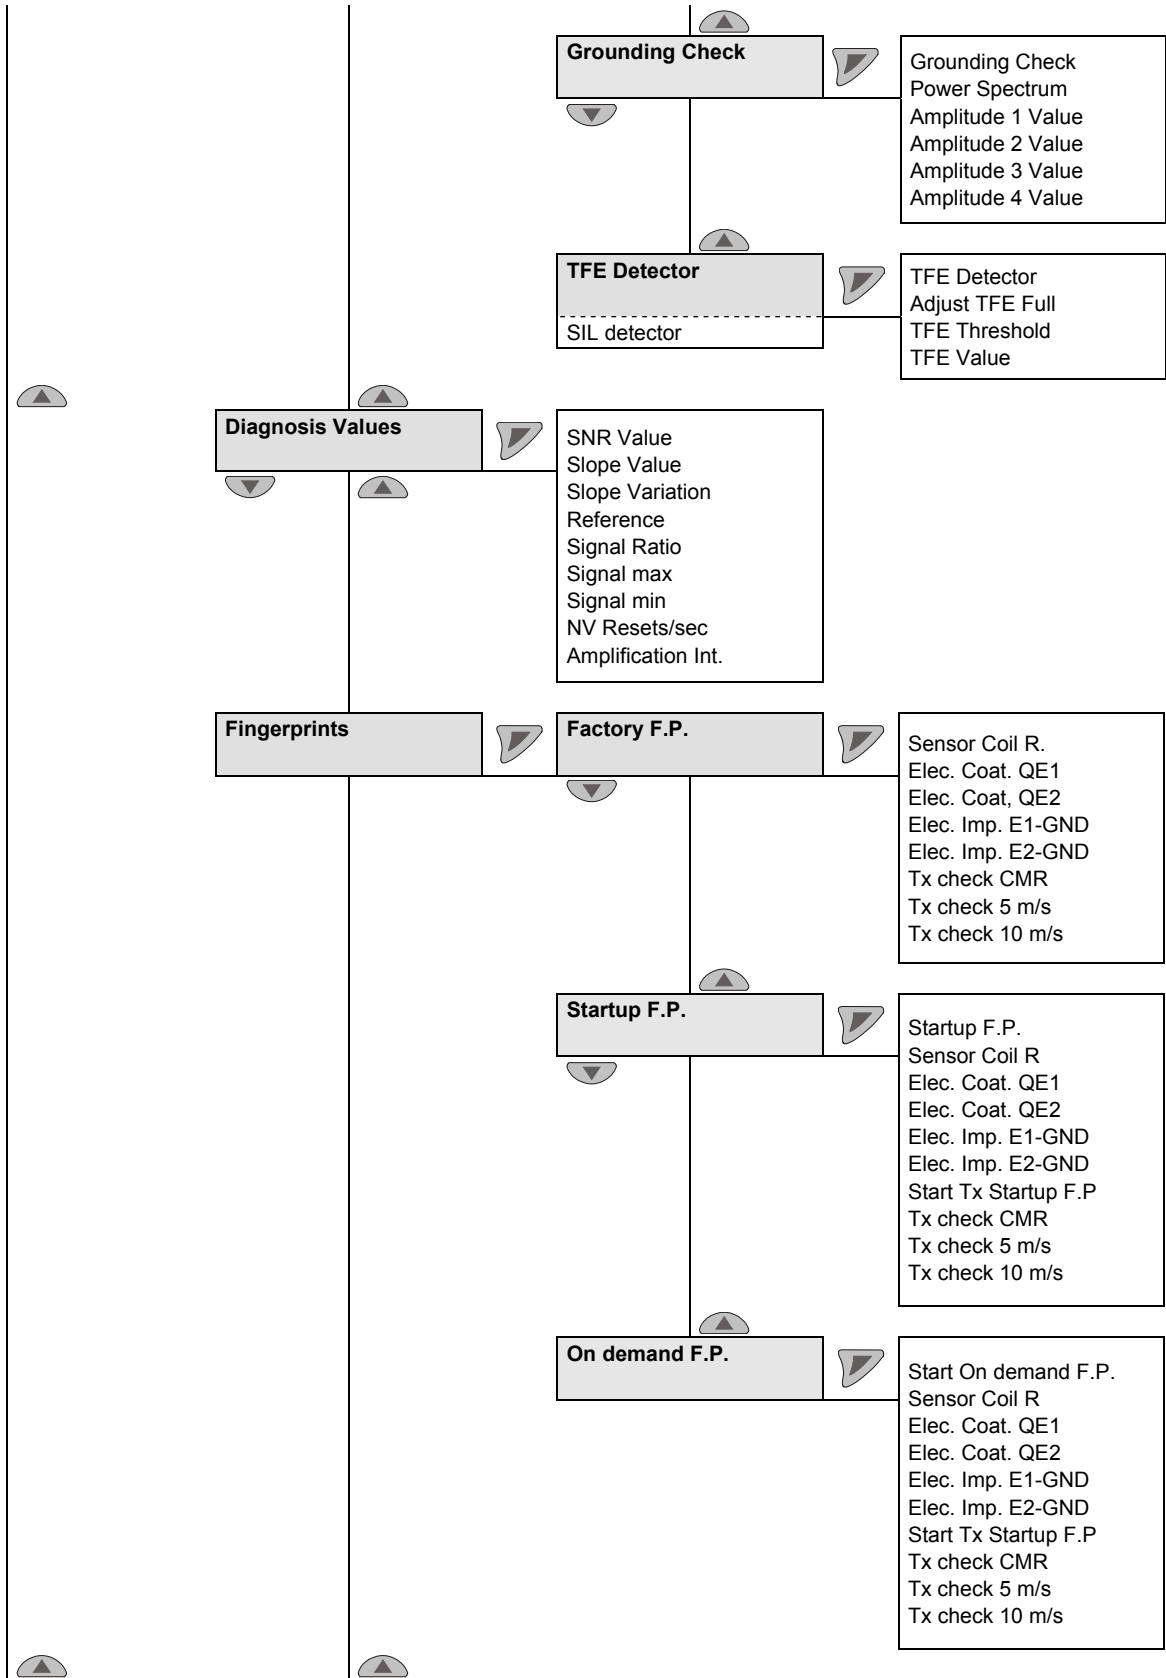 Grounding Check
Grounding Check
Power Spectrum
Amplitude 1 Value
Amplitude 2 Value
Amplitude 3 Value
Amplitude 4 Value
TFE Detector
SIL detector
TFE Detector
Adjust TFE Full
TFE Threshold
TFE Value
Diagnosis Values
SNR Value
Slope Value
Slope Variation
Reference
Signal Ratio
Signal max
Signal min
NV Resets/sec
Amplification Int.
Fingerprints
Factory F.P.
Sensor Coil R.
Elec. Coat. QE1
Elec. Coat, QE2
Elec. Imp. E1-GND
Elec. Imp. E2-GND
Tx check CMR
Tx check 5 m/s
Tx check 10 m/s
Startup F.P.
Startup F.P.
Sensor Coil R
Elec. Coat. QE1
Elec. Coat. QE2
Elec. Imp. E1-GND
Elec. Imp. E2-GND
Start Tx Startup F.P
Tx check CMR
Tx check 5 m/s
Tx check 10 m/s
On demand F.P.
Start On demand F.P.
Sensor Coil R
Elec. Coat. QE1
Elec. Coat. QE2
Elec. Imp. E1-GND
Elec. Imp. E2-GND
Start Tx Startup F.P
Tx check CMR
Tx check 5 m/s
Tx check 10 m/s